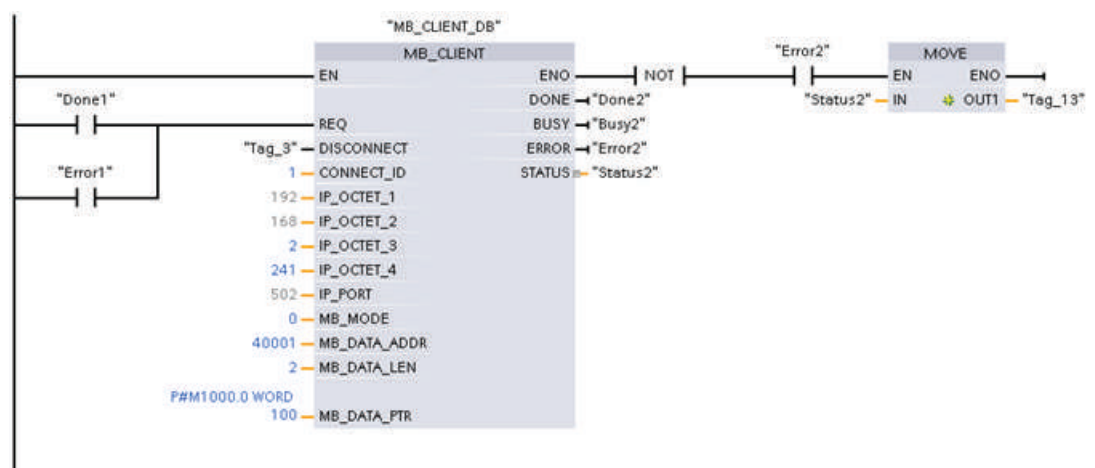 "MB_CLIENT_DB"
MB_CLIENT
"Error2"
MOVE
EN
ENO
NOT
EN
ENO
"Done1"
DONE
"Done2"
"Status2"
IN
OUT1
"Tag_13"
REQ
BUSY
"Busy2"
"Tag_3"
DISCONNECT
ERROR
"Error2"
"Error1"
1
CONNECT_ID
STATUS
"Status2"
192
IP_OCTET_1
168
IP_OCTET_2
2
IP_OCTET_3
241
IP_OCTET_4
502
IP_PORT
0
MB_MODE
40001
MB_DATA_ADDR
2
MB_DATA_LEN
P#M1000.0 WORD
100
MB_DATA_PTR